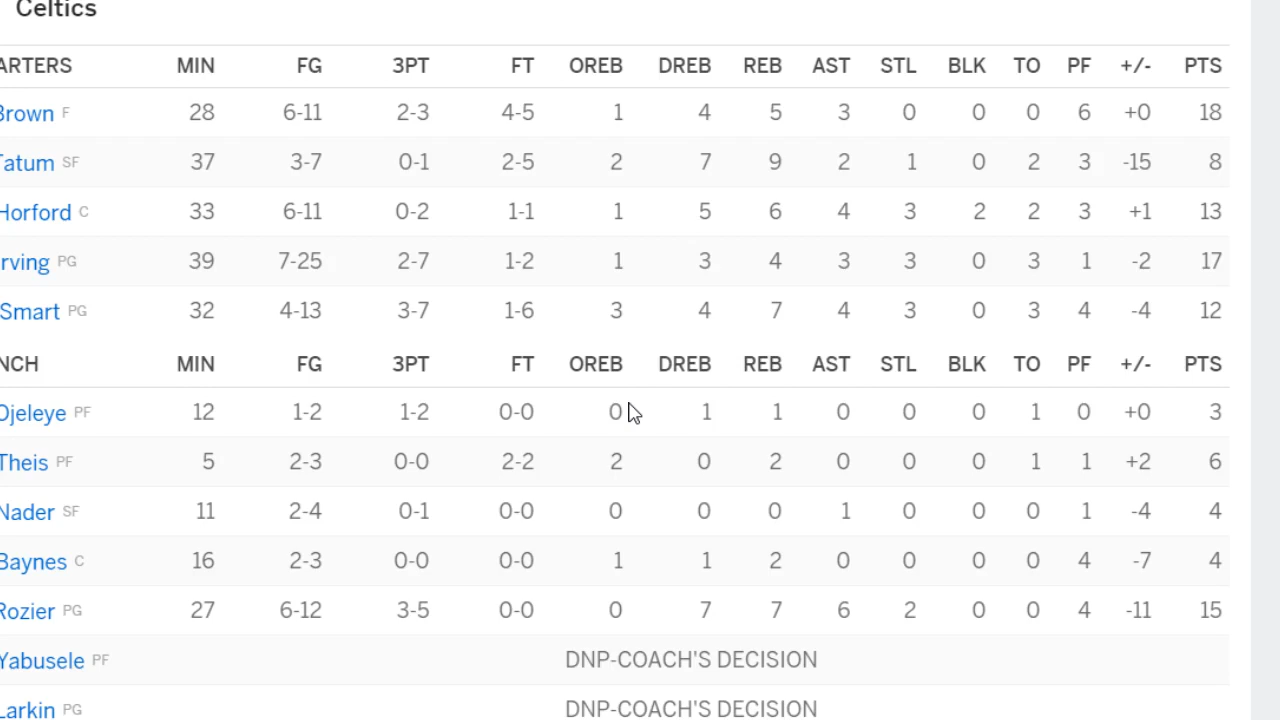 Celtics
ARTERS MIN FG 3PT FT OREB DREB REB AST STL BLK TO PF +/- PTS
Brown F 28 6-11 2-3 4-5 1 4 5 3 0 0 0 6 +0 18
Tatum SF 37 3-7 0-1 2-5 2 7 9 2 1 0 2 3 -15 8
Horford C 33 6-11 0-2 1-1 1 5 6 4 3 2 2 3 +1 13
rving PG 39 7-25 2-7 1-2 1 3 4 3 3 0 3 1 -2 17
Smart PG 32 4-13 3-7 1-6 3 4 7 4 3 0 3 4 -4 12
NCH MIN FG 3PT FT OREB DREB REB AST STL BLK TO PF +/- PTS
Ojeleye PF 12 1-2 1-2 0-0 0 1 1 0 0 0 1 0 +0 3
Theis PF 5 2-3 0-0 2-2 2 0 2 0 0 0 1 1 +2 6
Nader SF 11 2-4 0-1 0-0 0 0 0 1 0 0 0 1 -4 4
Baynes C 16 2-3 0-0 0-0 1 1 2 0 0 0 0 4 -7 4
Rozier PG 27 6-12 3-5 0-0 0 7 7 6 2 0 0 4 -11 15
Yabusele PF DNP-COACH'S DECISION
Larkin PG DNP-COACH'S DECISION